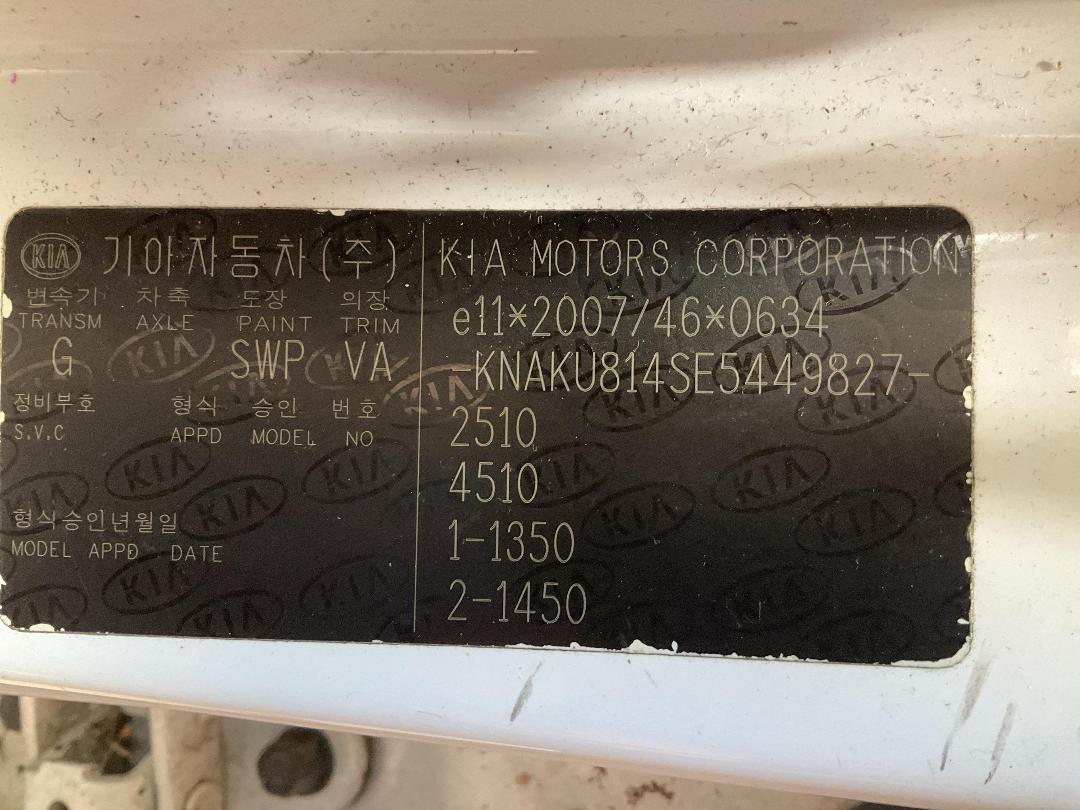 KIA 기아자동차(주)
변속기 차축 도장 의장
TRANSM AXLE PAINT TRIM
G SWP VA
정비부호 형식 승인 번호
S.V.C APPD MODEL NO
형식승인년월일
MODEL APPD DATE
KIA MOTORS CORPORATION
e11*2007/46*0634
-KNAKU814SE5449827-
2510
4510
1-1350
2-1450